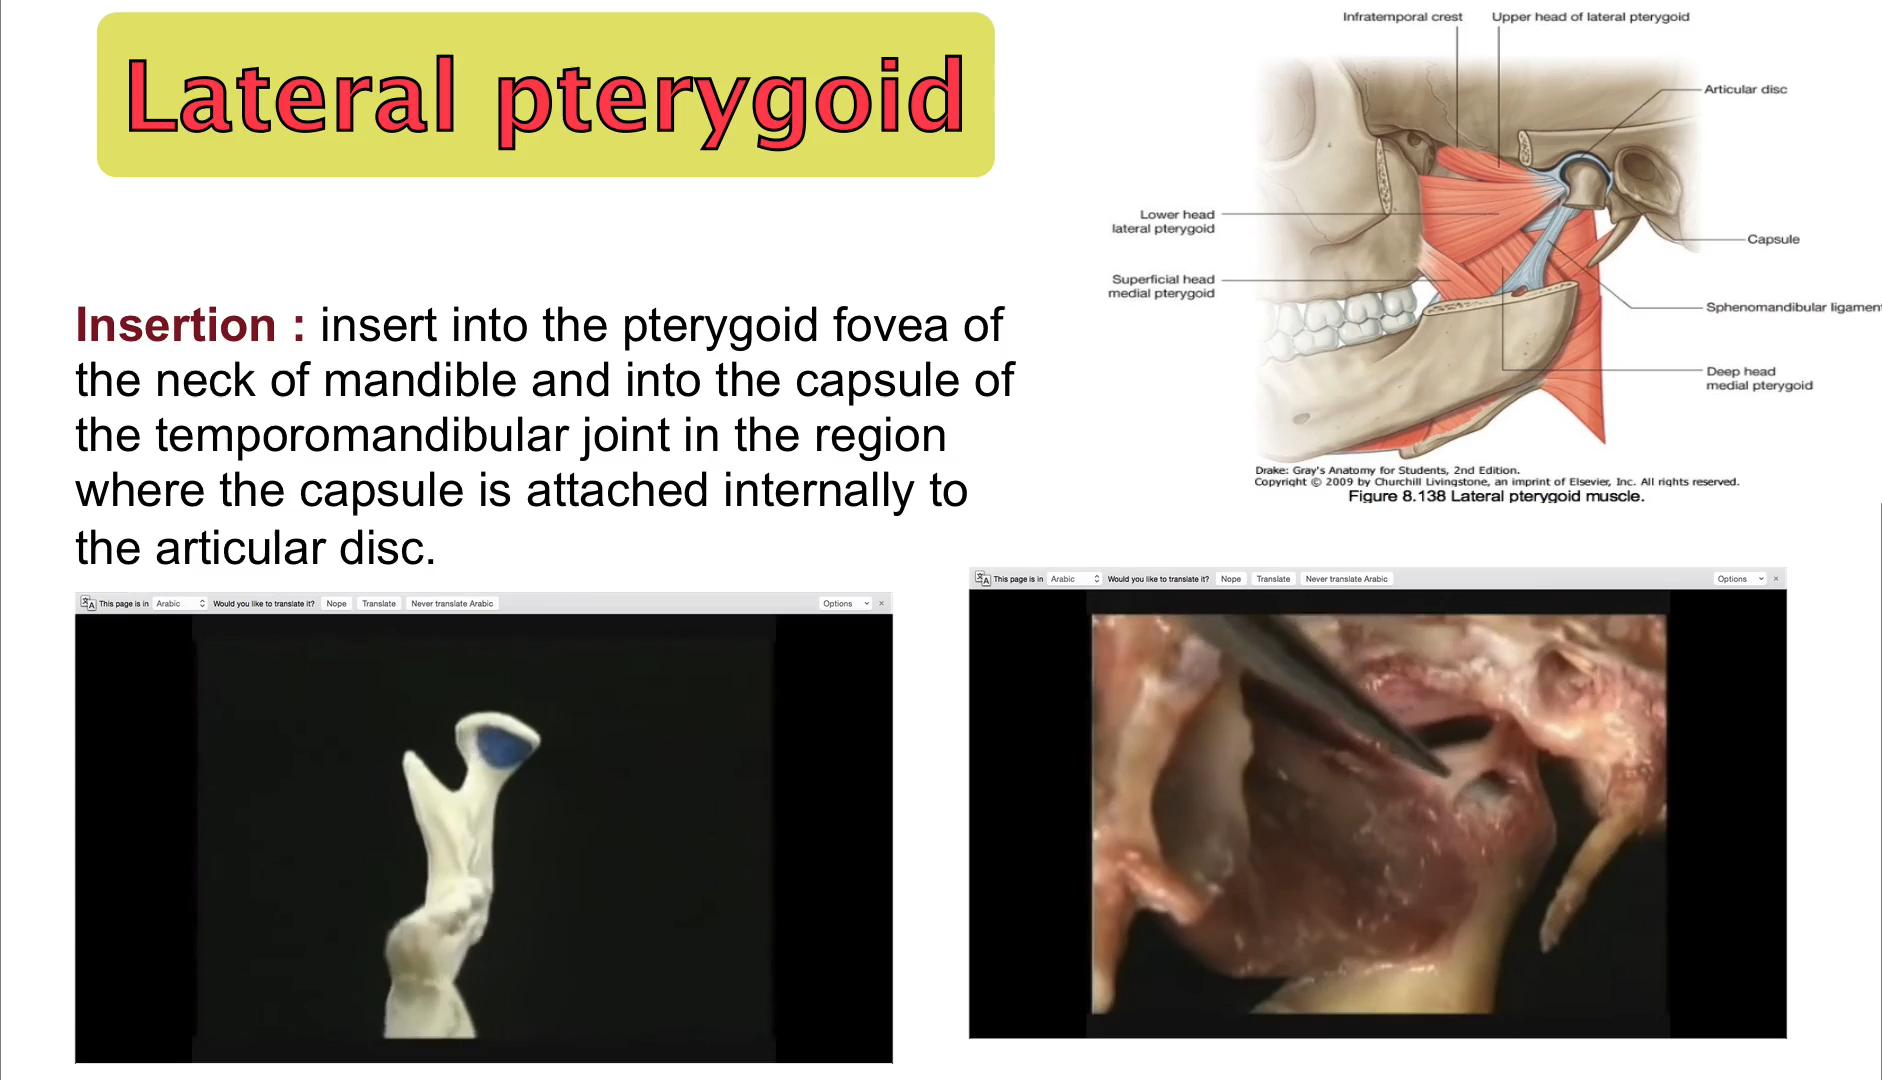 Lateral pterygoid
Insertion : insert into the pterygoid fovea of
the neck of mandible and into the capsule of
the temporomandibular joint in the region
where the capsule is attached internally to
the articular disc.
Infratemporal crest
Upper head of lateral pterygoid
Articular disc
Lower head
lateral pterygoid
Capsule
Superficial head
medial pterygoid
Sphenomandibular ligament
Deep head
medial pterygoid
Drake: Gray's Anatomy for Students, 2nd Edition.
Copyright © 2009 by Churchill Livingstone, an imprint of Elsevier, Inc. All rights reserved.
Figure 8.138 Lateral pterygoid muscle.
This page is in Arabic Would you like to translate it? Nope Translate Never translate Arabic Options ×
This page is in Arabic Would you like to translate it? Nope Translate Never translate Arabic Options ×